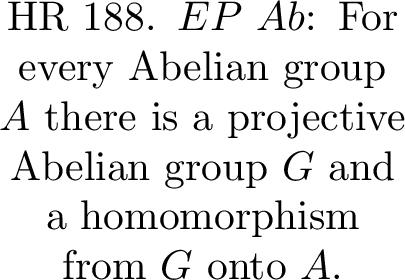 HR 188. EP Ab: For
every Abelian group
A there is a projective
Abelian group G and
a homomorphism
from G onto A.